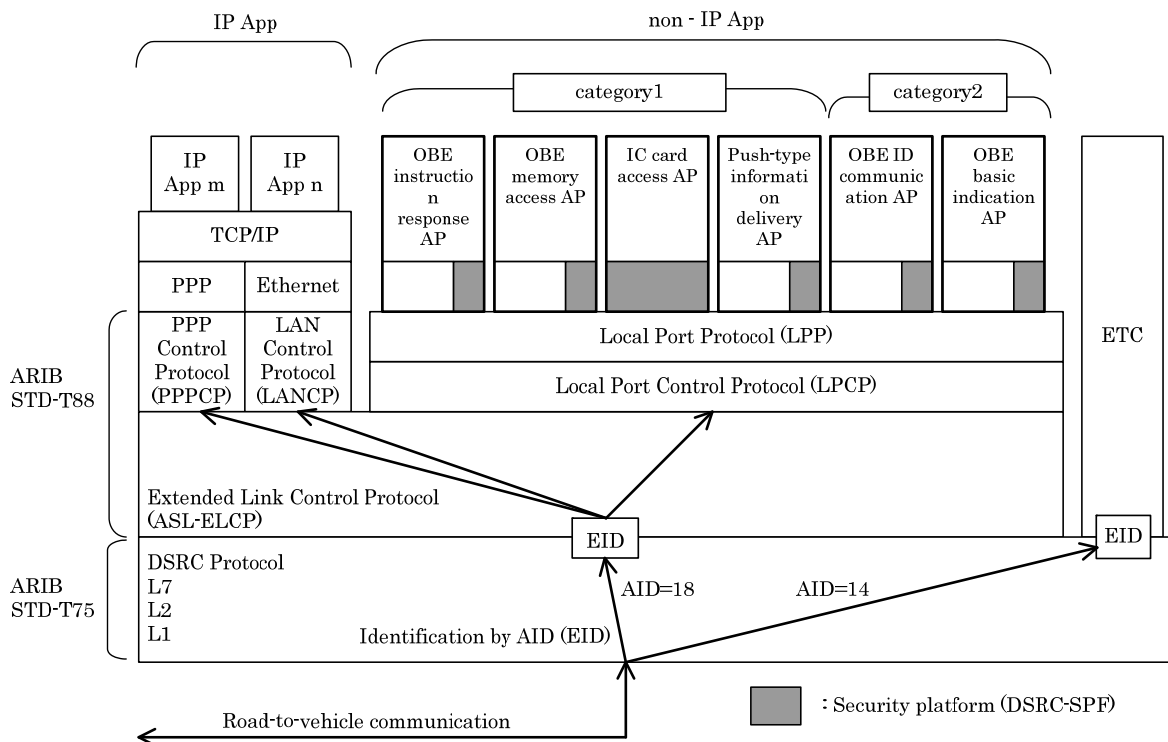 IP App
non - IP App
category1
category2
IP
App m
IP
App n
OBE
instructio
n
response
AP
OBE
memory
access AP
IC card
access AP
Push-type
informati
on
delivery
AP
OBE ID
communic
ation AP
OBE
basic
indication
AP
TCP/IP
PPP
Ethernet
PPP
Control
Protocol
(PPPCP)
LAN
Control
Protocol
(LANCP)
Local Port Protocol (LPP)
Local Port Control Protocol (LPCP)
ETC
ARIB
STD-T88
Extended Link Control Protocol
(ASL-ELCP)
EID
EID
ARIB
STD-T75
DSRC Protocol
L7
L2
L1
AID=18
AID=14
Identification by AID (EID)
Road-to-vehicle communication
: Security platform (DSRC-SPF)